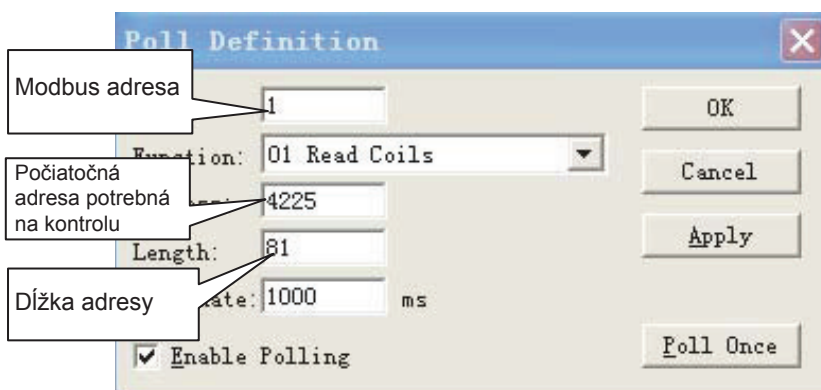 Poll Definition
Modbus adresa
1
OK
Function: 01 Read Coils
Cancel
Počiatočná
adresa potrebná
na kontrolu
4225
Apply
Length: 81
Dĺžka adresy
1000 ms
Enable Polling
Poll Once